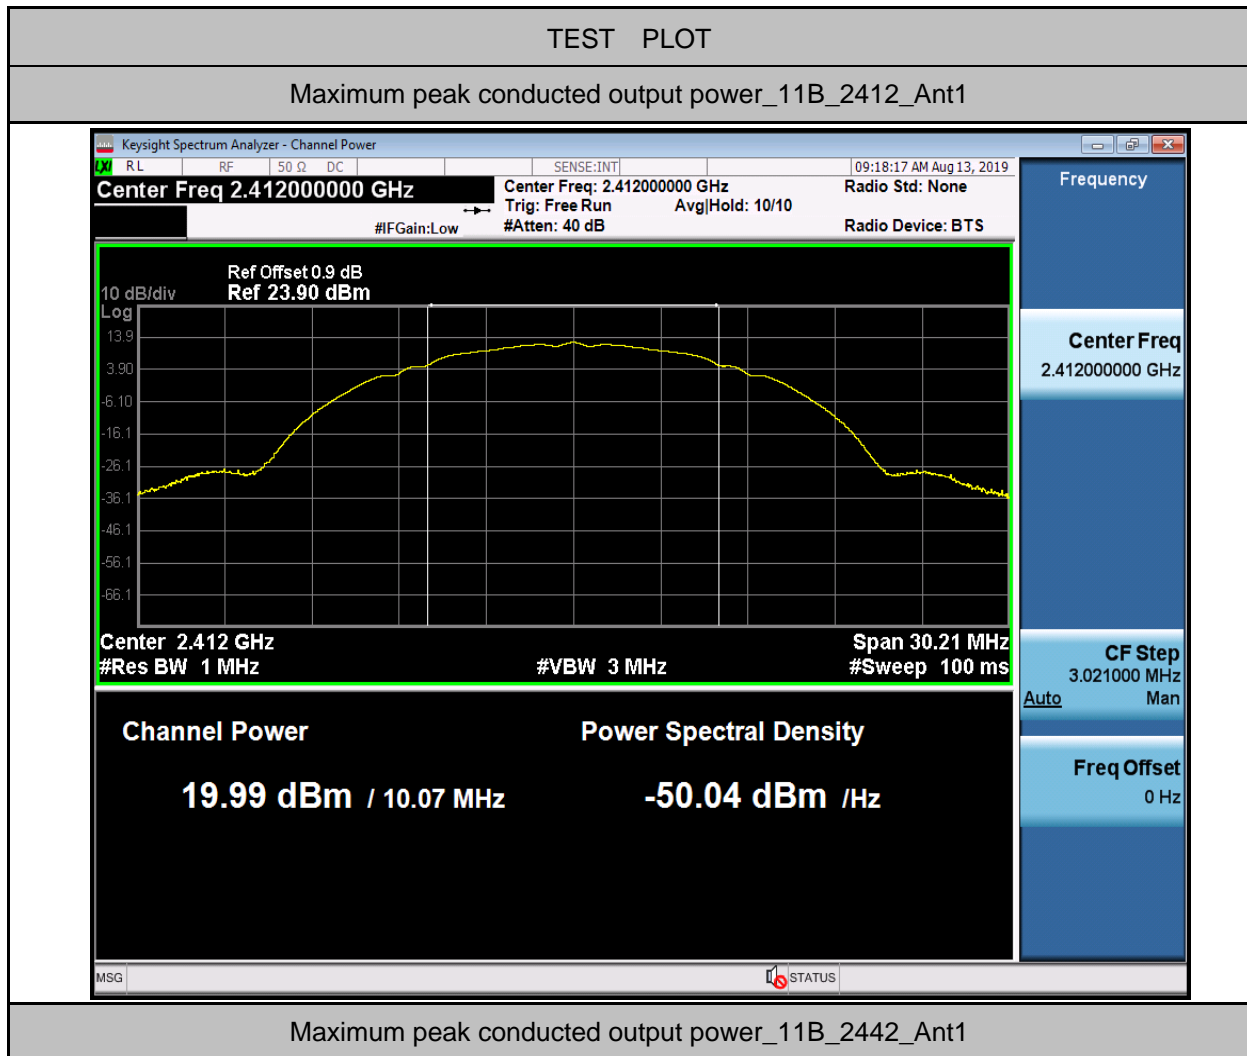 TEST PLOT
Maximum peak conducted output power_11B_2412_Ant1
Keysight Spectrum Analyzer - Channel Power
LXI RL RF 50 Ω DC SENSE:INT 09:18:17 AM Aug 13, 2019
Center Freq 2.412000000 GHz
Center Freq: 2.412000000 GHz
Radio Std: None
Trig: Free Run Avg|Hold: 10/10
#IFGain:Low
#Atten: 40 dB
Radio Device: BTS
Frequency
Ref Offset 0.9 dB
10 dB/div Ref 23.90 dBm
Log
13.9
3.90
-6.10
-16.1
-26.1
-36.1
-46.1
-56.1
-66.1
Center 2.412 GHz Span 30.21 MHz
#Res BW 1 MHz #VBW 3 MHz #Sweep 100 ms
Center Freq
2.412000000 GHz
CF Step
3.021000 MHz
Auto Man
Freq Offset
0 Hz
Channel Power Power Spectral Density
19.99 dBm / 10.07 MHz -50.04 dBm /Hz
MSG STATUS
Maximum peak conducted output power_11B_2442_Ant1